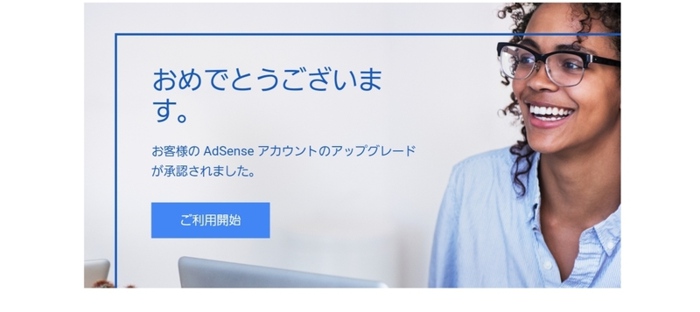 おめでとうございま
す。
お客様の AdSense アカウントのアップグレード
が承認されました。
ご利用開始